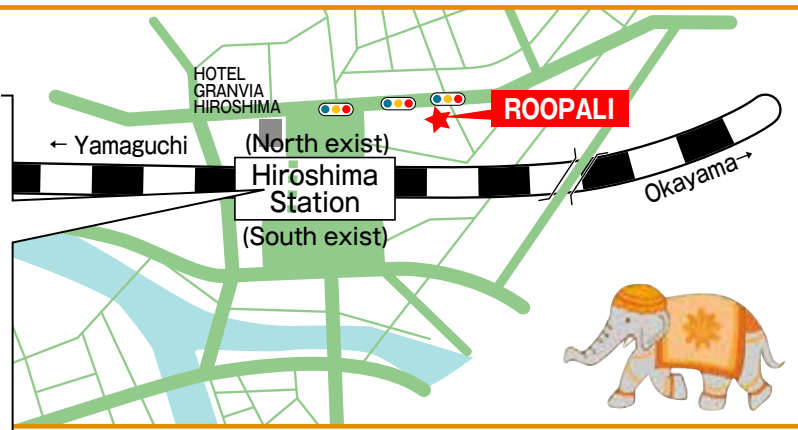 HOTEL
GRANVIA
HIROSHIMA
ROOPALI
← Yamaguchi
(North exist)
Hiroshima
Station
(South exist)
Okayama→